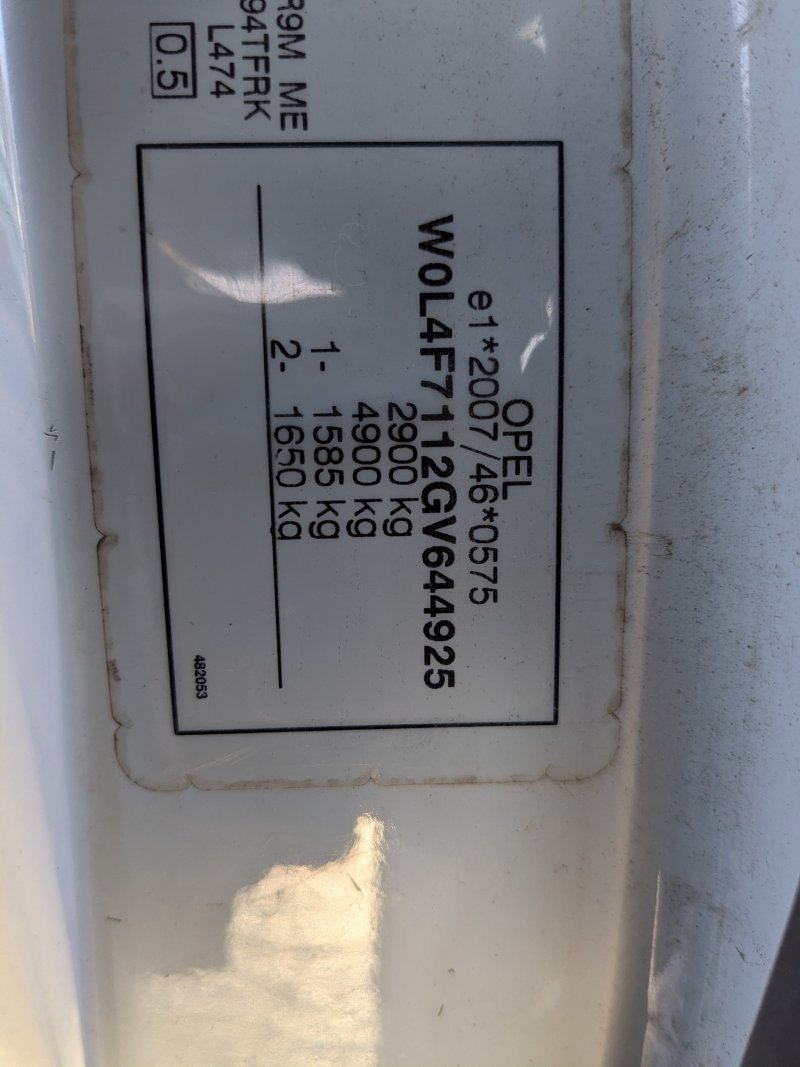 OPEL
e1*2007/46*0575
W0L4F7112GV644925
2900 kg
4900 kg
1- 1585 kg
2- 1650 kg
482053
R9M ME
94TFRK
L474
0.5